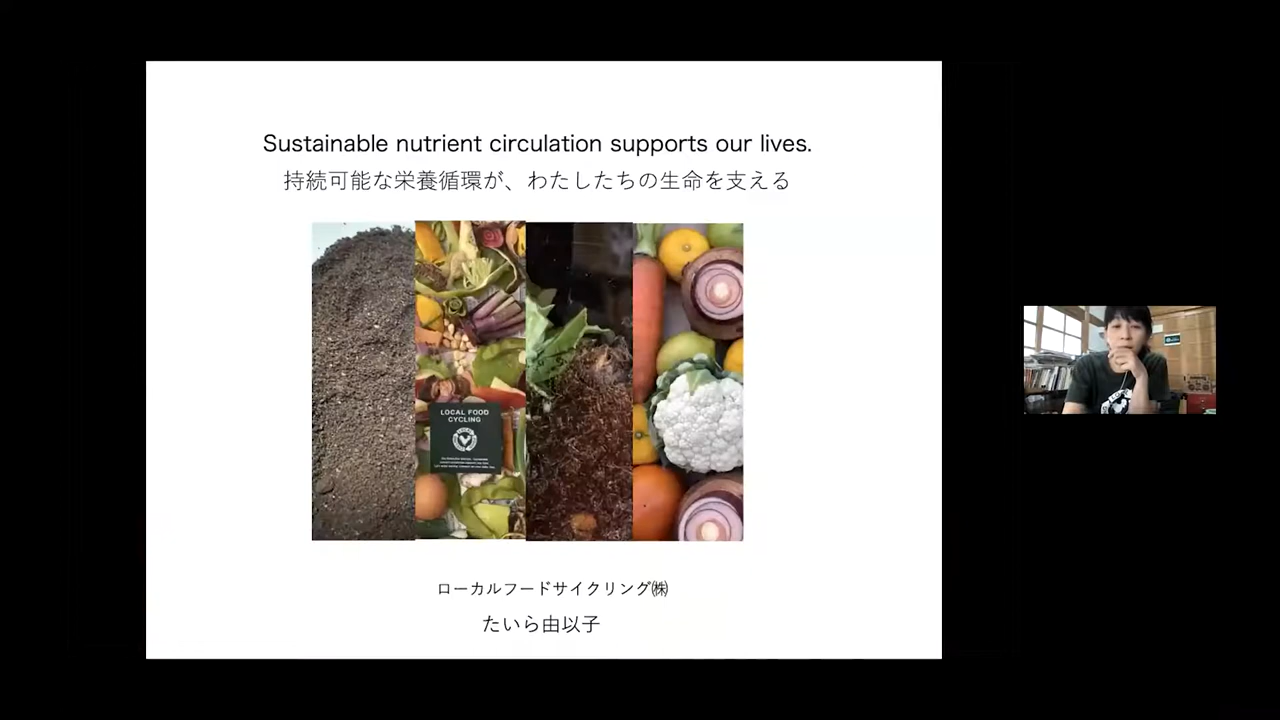 Sustainable nutrient circulation supports our lives.
持続可能な栄養循環が、わたしたちの生命を支える
LOCAL FOOD
CYCLING
ローカルフードサイクリング㈱
たいら由以子